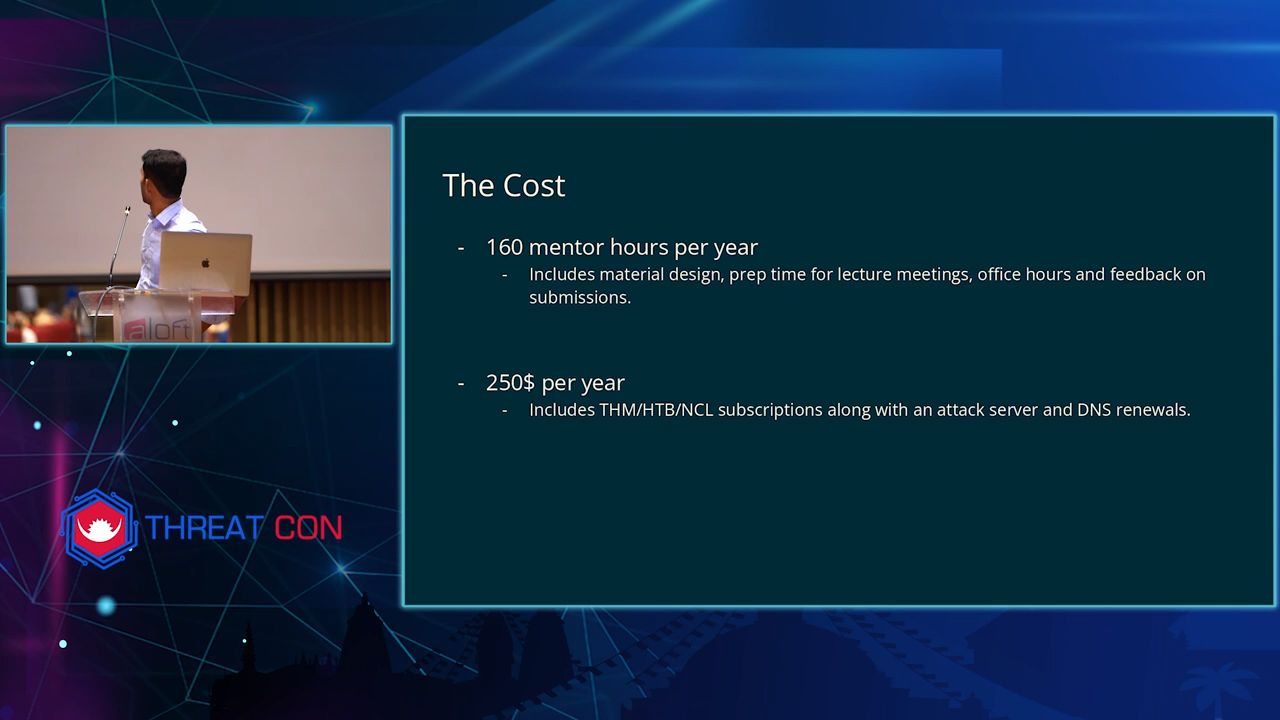 The Cost
- 160 mentor hours per year
- Includes material design, prep time for lecture meetings, office hours and feedback on
submissions.
- 250$ per year
- Includes THM/HTB/NCL subscriptions along with an attack server and DNS renewals.
aloft
THREAT CON